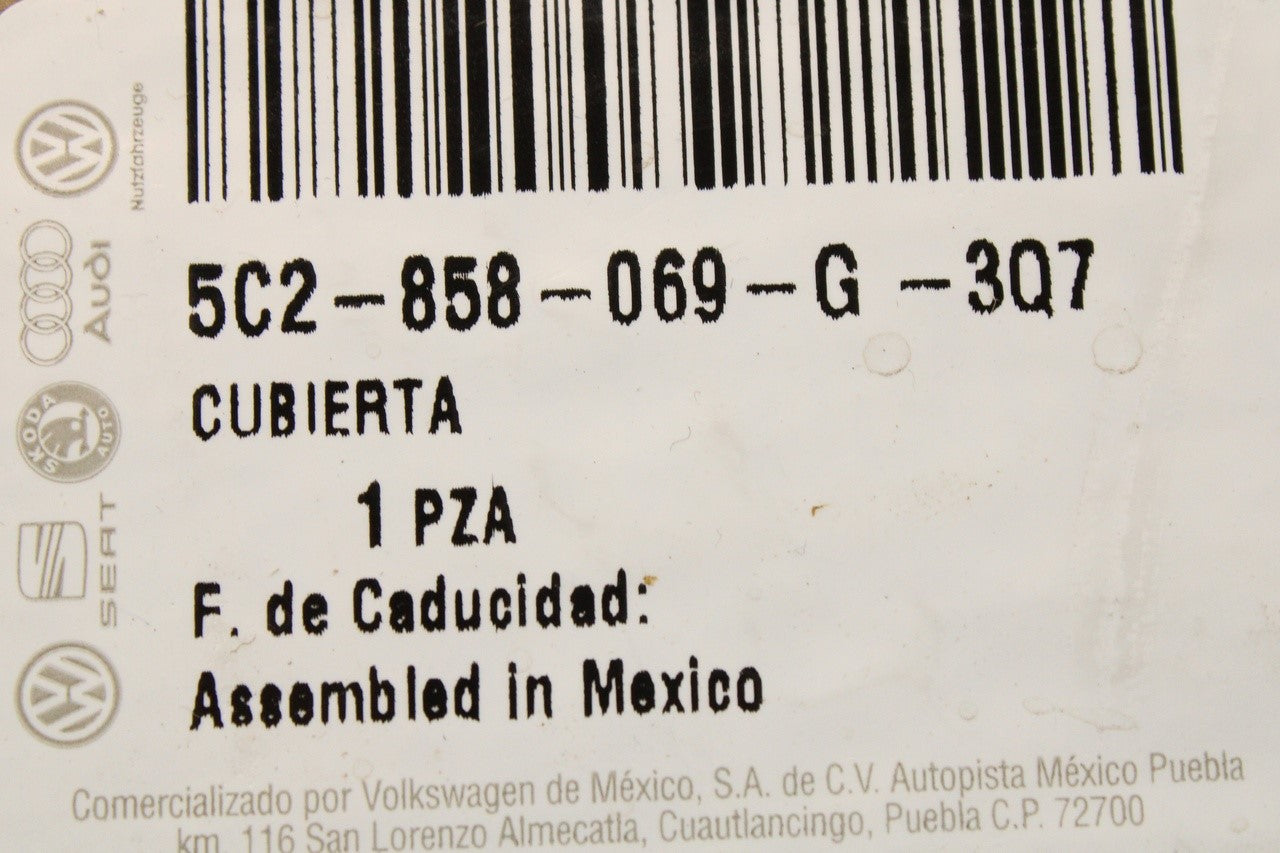 Nutzfahrzeuge
Audi
SKODA AUTO
SEAT
5C2-858-069-G -3Q7
CUBIERTA
1 PZA
F. de Caducidad:
Assembled in Mexico
Comercializado por Volkswagen de México, S.A. de C.V. Autopista México Puebla
km. 116 San Lorenzo Almecatla, Cuautlancingo, Puebla C.P. 72700